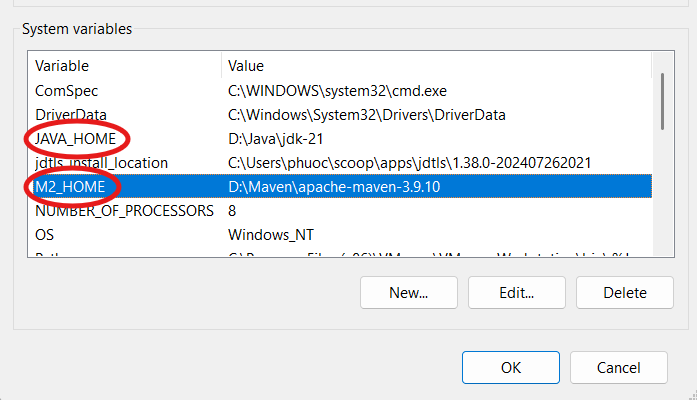 System variables
Variable Value
ComSpec C:\WINDOWS\system32\cmd.exe
DriverData C:\Windows\System32\Drivers\DriverData
JAVA_HOME D:\Java\jdk-21
jdtls_install_location C:\Users\phuoc\scoop\apps\jdtls\1.38.0-202407262021
M2_HOME D:\Maven\apache-maven-3.9.10
NUMBER_OF_PROCESSORS 8
OS Windows_NT
New... Edit... Delete
OK Cancel